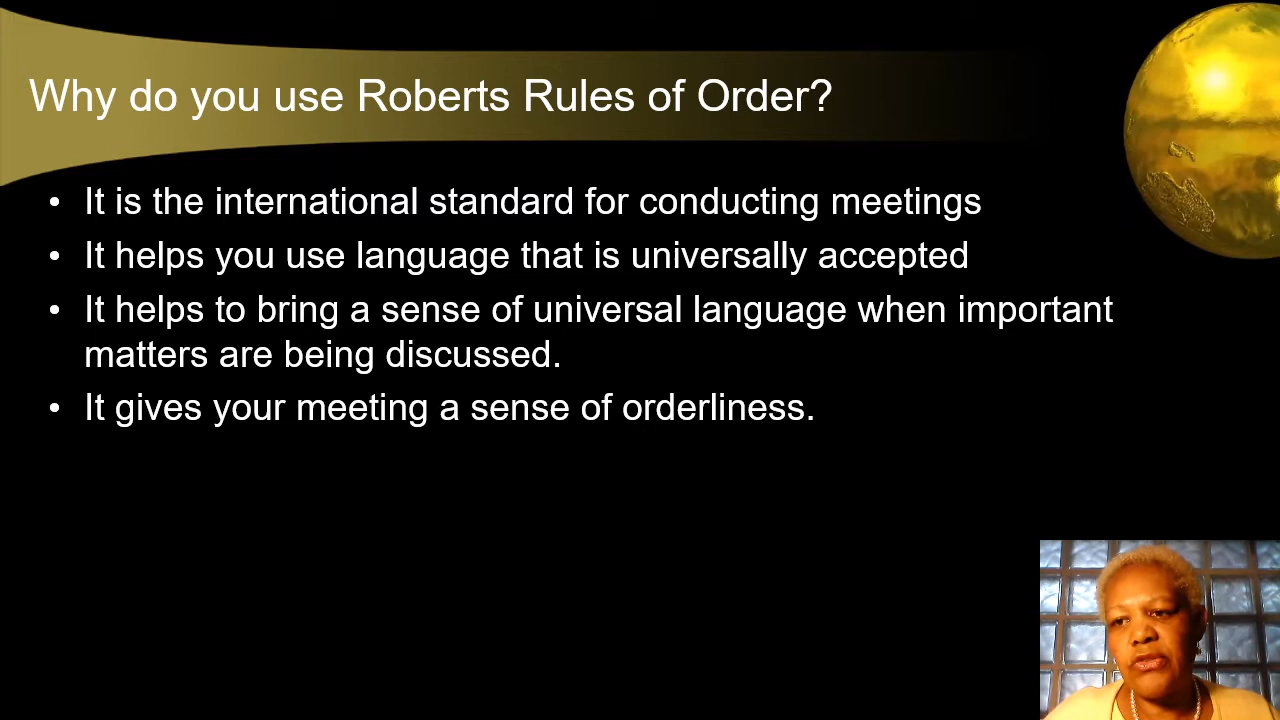 Why do you use Roberts Rules of Order?
• It is the international standard for conducting meetings
• It helps you use language that is universally accepted
• It helps to bring a sense of universal language when important
matters are being discussed.
• It gives your meeting a sense of orderliness.